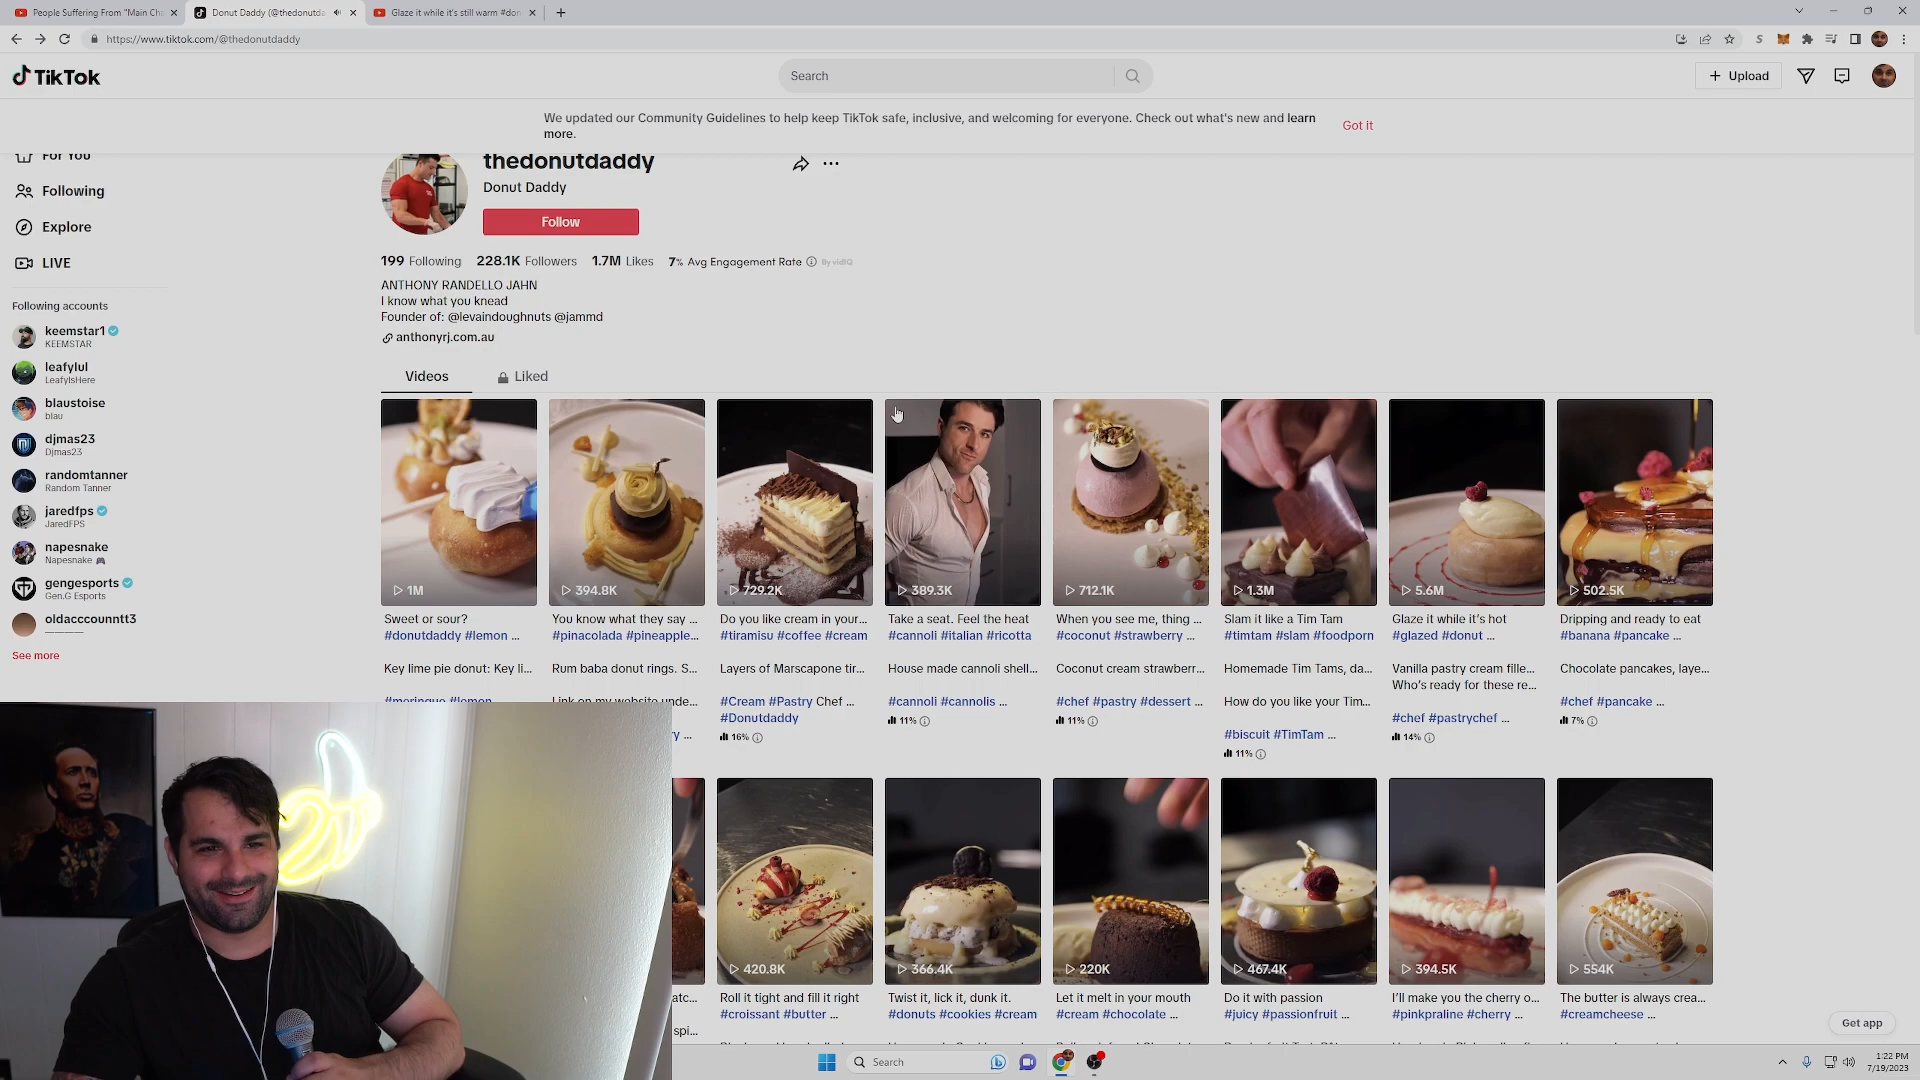 People Suffering From "Main Ch
Donut Daddy (@thedonutda
Glaze it while it's still warm #don
https://www.tiktok.com/@thedonutdaddy
TikTok
Search
Upload
We updated our Community Guidelines to help keep TikTok safe, inclusive, and welcoming for everyone. Check out what's new and learn
more.
Got it
For You
Following
Explore
LIVE
Following accounts
keemstar1
KEEMSTAR
leafylul
LeafyIsHere
blaustoise
blau
djmas23
Djmas23
randomtanner
Random Tanner
jaredfps
JaredFPS
napesnake
Napesnake
gengesports
Gen.G Esports
oldacccounntt3
See more
thedonutdaddy
Donut Daddy
Follow
199 Following 228.1K Followers 1.7M Likes 7% Avg Engagement Rate By vidIQ
ANTHONY RANDELLO JAHN
I know what you knead
Founder of: @levaindoughnuts @jammd
anthonyrj.com.au
Videos Liked
1M
394.8K
729.2K
389.3K
712.1K
1.3M
5.6M
502.5K
Sweet or sour?
#donutdaddy #lemon ...
Key lime pie donut: Key li...
#meringue #lemon
You know what they say ...
#pinacolada #pineapple...
Rum baba donut rings. S...
Link on my website unde...
ry ...
Do you like cream in your...
#tiramisu #coffee #cream
Layers of Marscapone tir...
#Cream #Pastry Chef ...
#Donutdaddy
16%
Take a seat. Feel the heat
#cannoli #italian #ricotta
House made cannoli shell...
#cannoli #cannolis ...
11%
When you see me, thing ...
#coconut #strawberry ...
Coconut cream strawberr...
#chef #pastry #dessert ...
11%
Slam it like a Tim Tam
#timtam #slam #foodporn
Homemade Tim Tams, da...
How do you like your Tim...
#biscuit #TimTam ...
11%
Glaze it while it's hot
#glazed #donut ...
Vanilla pastry cream fille...
Who's ready for these re...
#chef #pastrychef ...
14%
Dripping and ready to eat
#banana #pancake ...
Chocolate pancakes, laye...
#chef #pancake ...
7%
420.8K
366.4K
220K
467.4K
394.5K
554K
atc...
spi...
Roll it tight and fill it right
#croissant #butter ...
Twist it, lick it, dunk it.
#donuts #cookies #cream
Let it melt in your mouth
#cream #chocolate ...
Do it with passion
#juicy #passionfruit ...
I'll make you the cherry o...
#pinkpraline #cherry ...
The butter is always crea...
#creamcheese ...
Get app
Search
1:22 PM
7/19/2023